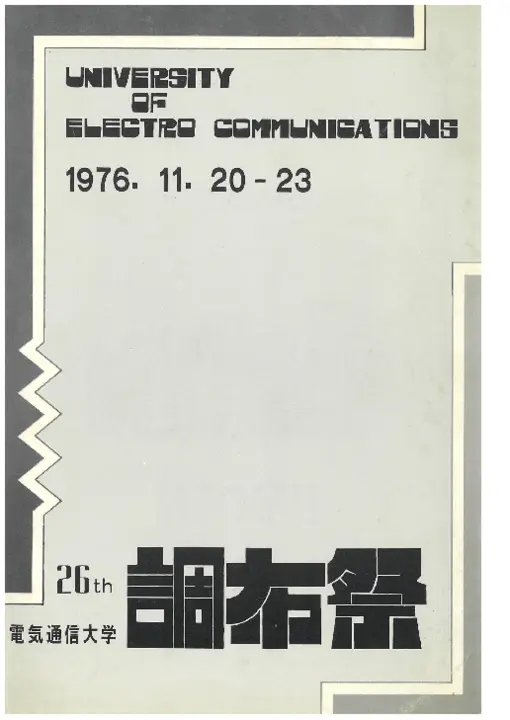 UNIVERSITY
OF
ELECTRO COMMUNICATIONS
1976. 11. 20-23
26th 調布祭
電気通信大学